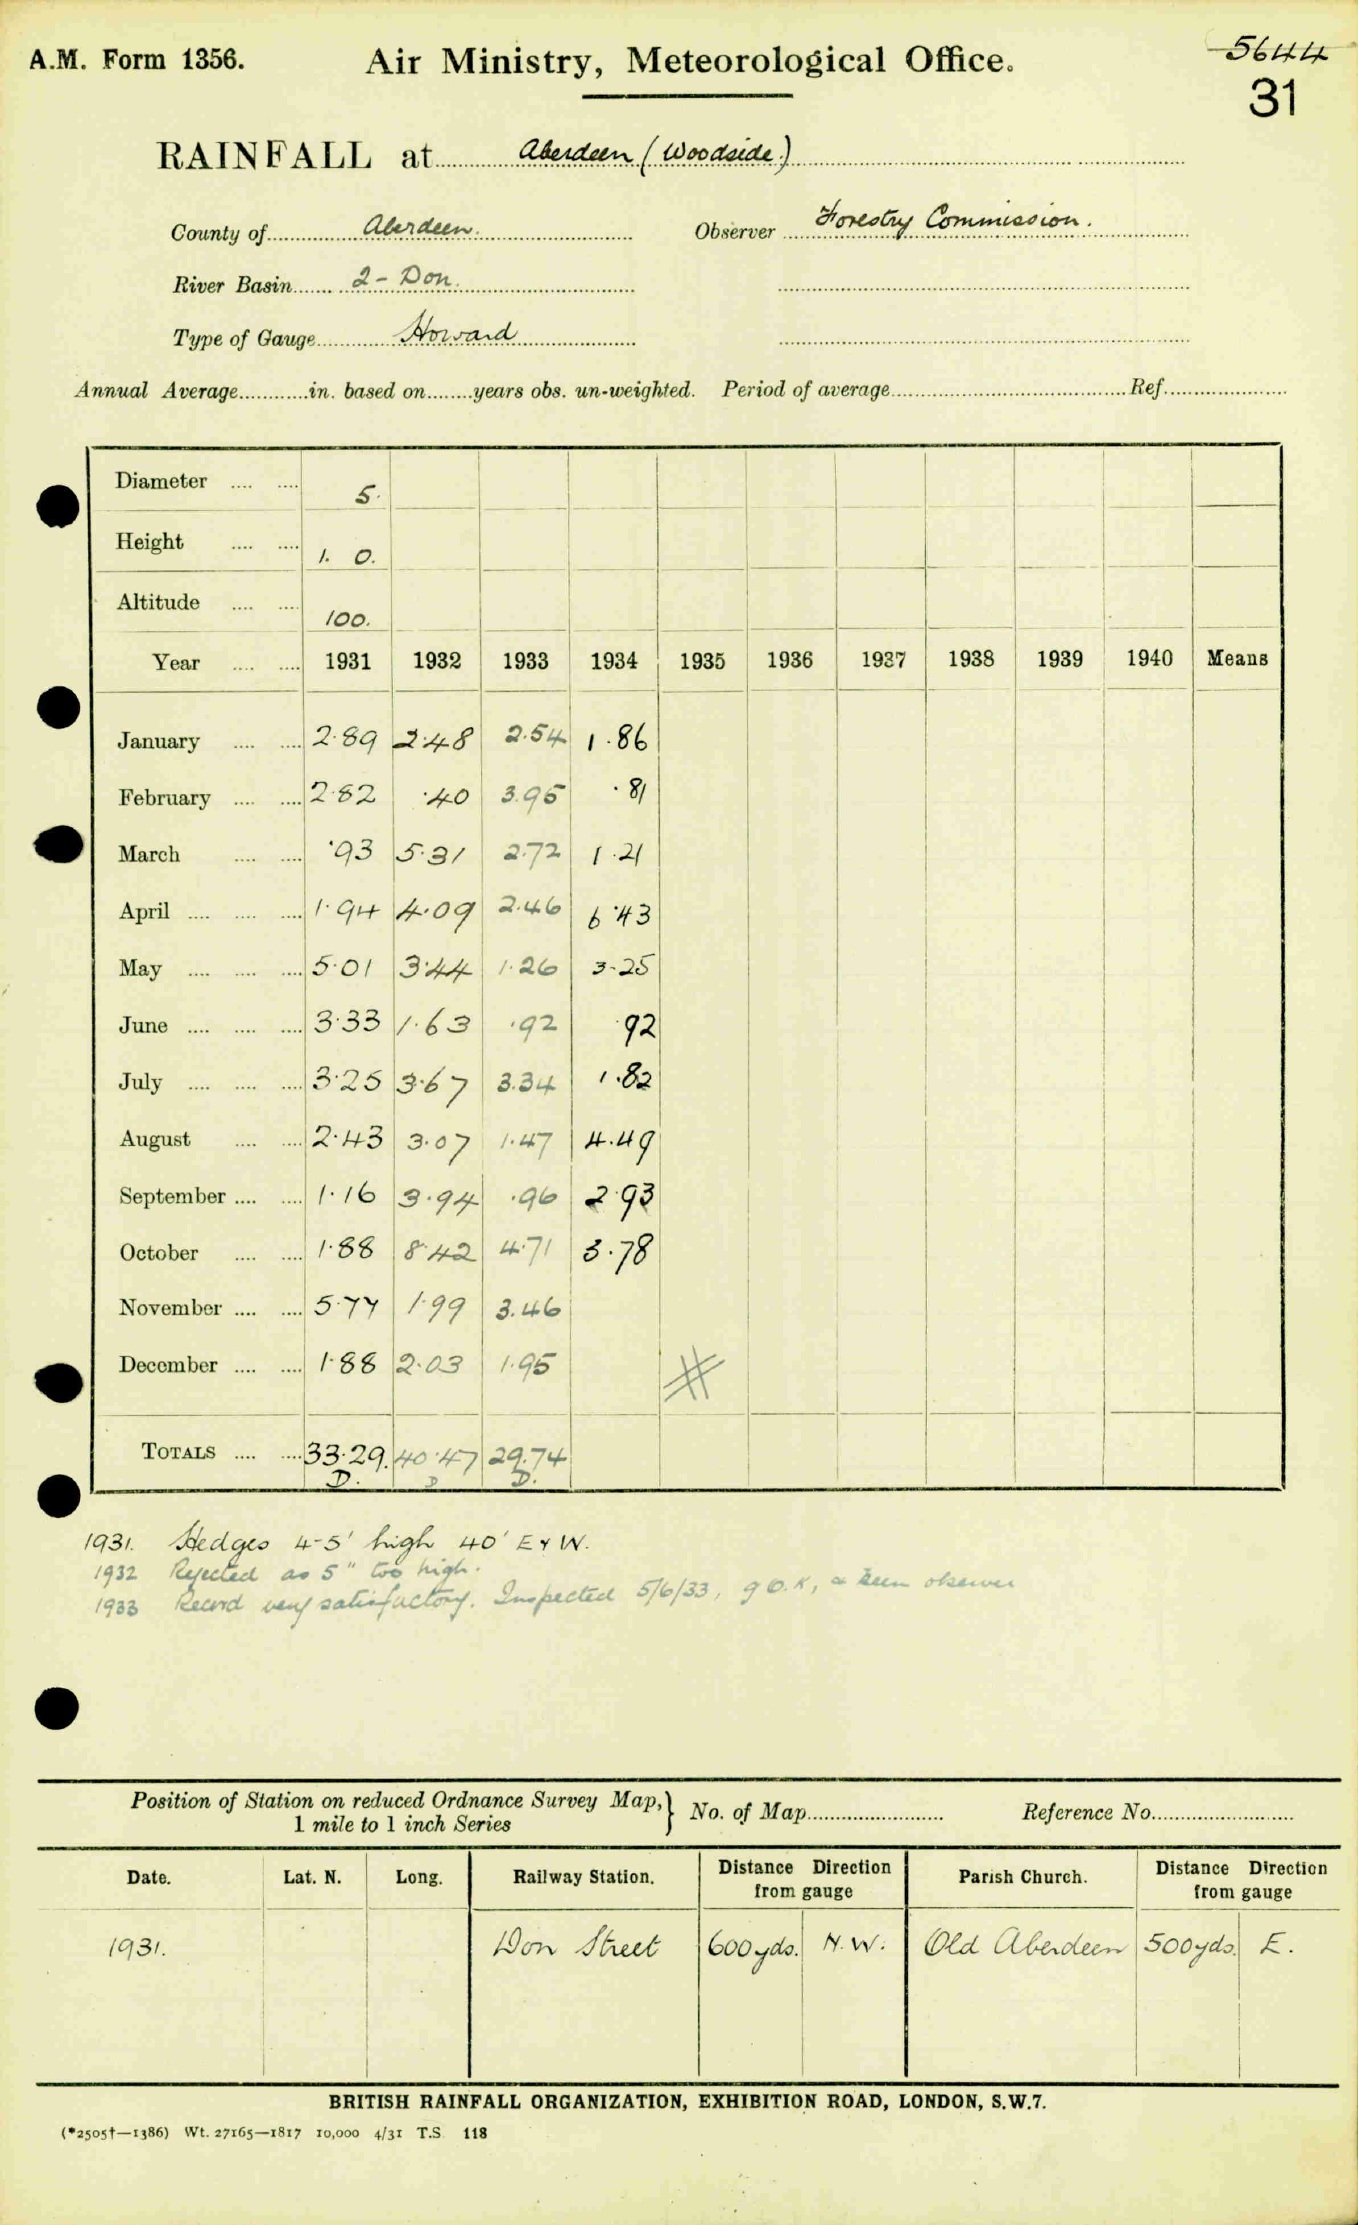 A.M. Form 1356. Air Ministry, Meteorological Office. 5644
31
RAINFALL at Aberdeen (Woodside.)
County of Aberdeen. Observer Forestry Commission.
River Basin 2 - Don.
Type of Gauge Howard
Annual Average in. based on years obs. un-weighted. Period of average Ref.
Diameter 5.
Height 1. 0.
Altitude 100.
Year 1931 1932 1933 1934 1935 1936 1937 1938 1939 1940 Means
January 2·89 2·48 2.54 1·86
February 2·82 ·40 3.95 ·81
March ·93 5·31 2.72 1·21
April 1·94 4·09 2.46 6·43
May 5·01 3·44 1·26 3·25
June 3·33 1·63 ·92 ·92
July 3·25 3·67 3.34 1·82
August 2·43 3·07 1·47 4·49
September 1·16 3·94 ·96 2·93
October 1·88 8·42 4·71 3·78
November 5·77 1·99 3.46
December 1·88 2·03 1·95
TOTALS 33·29. 40·47 29.74
D. D D.
1931. Hedges 4-5' high 40' E & W.
1932 Rejected as 5" too high.
1933 Record very satisfactory. Inspected 5/6/33, g O.K, a keen observer
Position of Station on reduced Ordnance Survey Map, } No. of Map Reference No.
1 mile to 1 inch Series
Date. Lat. N. Long. Railway Station. Distance Direction from gauge Parish Church. Distance Direction from gauge
1931. Don Street 600yds. N.W. Old Aberdeen 500yds. E.
BRITISH RAINFALL ORGANIZATION, EXHIBITION ROAD, LONDON, S.W.7.
(*2505†—1386) Wt. 27165—1817 10,000 4/31 T.S. 118